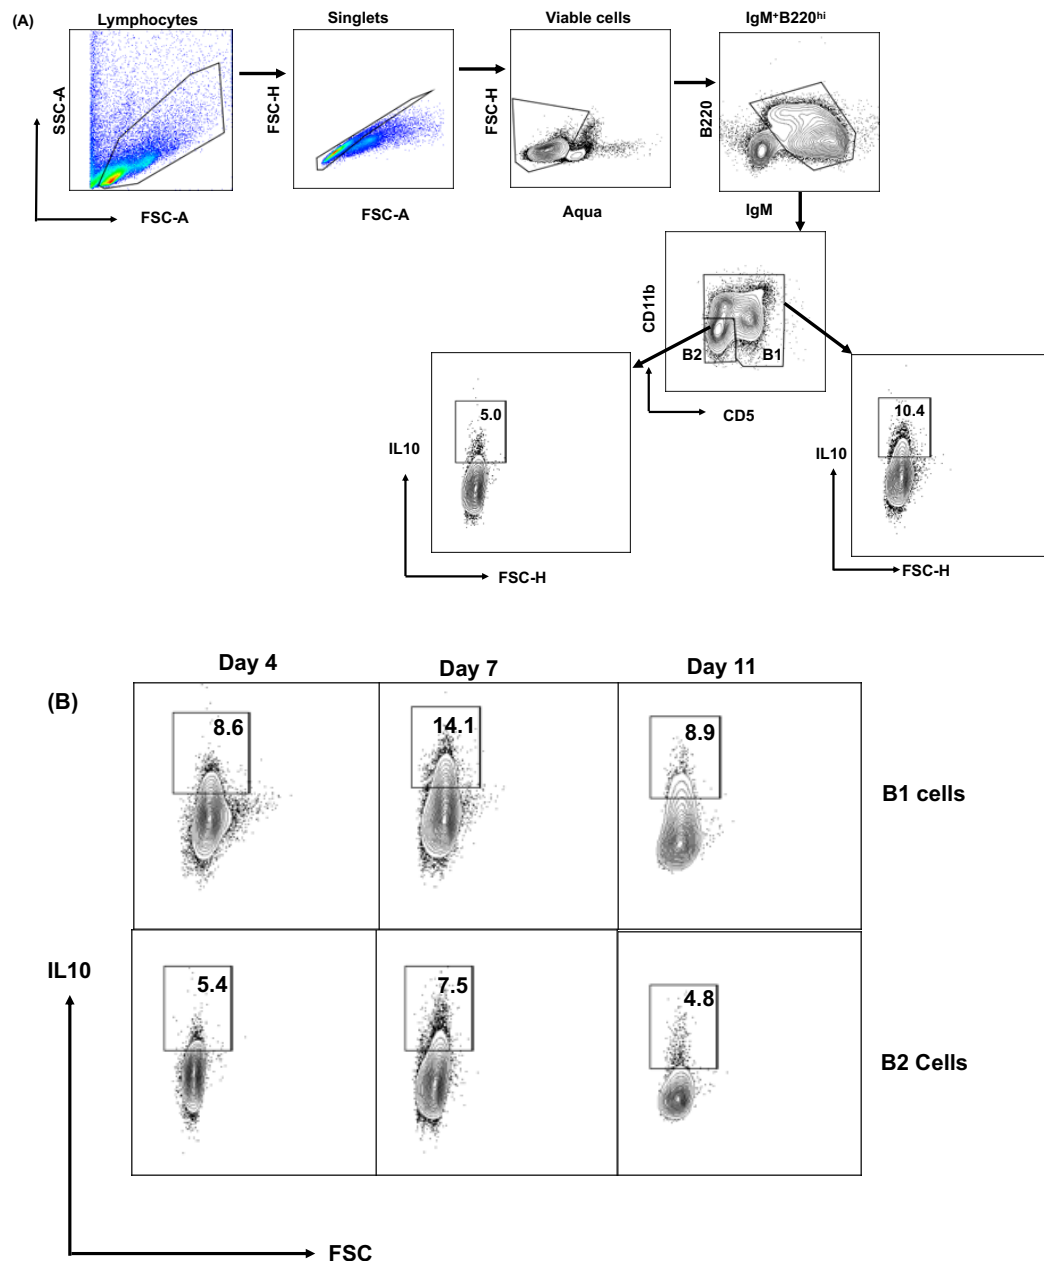 (A)
Lymphocytes
Singlets
Viable cells
IgM⁺B220ʰⁱ
SSC-A
FSC-A
FSC-H
FSC-A
FSC-H
Aqua
B220
IgM
CD11b
B2
B1
CD5
5.0
IL10
FSC-H
10.4
IL10
FSC-H
(B)
Day 4
Day 7
Day 11
8.6
14.1
8.9
B1 cells
5.4
7.5
4.8
B2 Cells
IL10
FSC